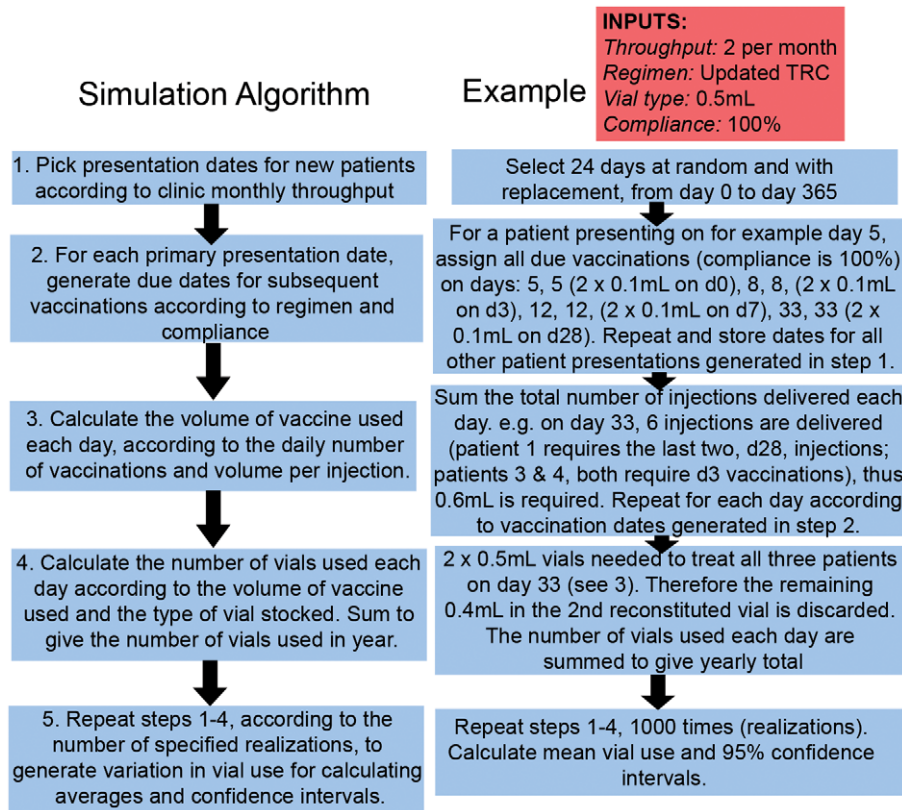 Simulation Algorithm
1. Pick presentation dates for new patients
according to clinic monthly throughput
2. For each primary presentation date,
generate due dates for subsequent
vaccinations according to regimen and
compliance
3. Calculate the volume of vaccine used
each day, according to the daily number
of vaccinations and volume per injection.
4. Calculate the number of vials used each
day according to the volume of vaccine
used and the type of vial stocked. Sum to
give the number of vials used in year.
5. Repeat steps 1-4, according to the
number of specified realizations, to
generate variation in vial use for calculating
averages and confidence intervals.
Example
INPUTS:
Throughput: 2 per month
Regimen: Updated TRC
Vial type: 0.5mL
Compliance: 100%
Select 24 days at random and with
replacement, from day 0 to day 365
For a patient presenting on for example day 5,
assign all due vaccinations (compliance is 100%)
on days: 5, 5 (2 x 0.1mL on d0), 8, 8, (2 x 0.1mL
on d3), 12, 12, (2 x 0.1mL on d7), 33, 33 (2 x
0.1mL on d28). Repeat and store dates for all
other patient presentations generated in step 1.
Sum the total number of injections delivered each
day. e.g. on day 33, 6 injections are delivered
(patient 1 requires the last two, d28, injections;
patients 3 & 4, both require d3 vaccinations), thus
0.6mL is required. Repeat for each day according
to vaccination dates generated in step 2.
2 x 0.5mL vials needed to treat all three patients
on day 33 (see 3). Therefore the remaining
0.4mL in the 2nd reconstituted vial is discarded.
The number of vials used each day are
summed to give yearly total
Repeat steps 1-4, 1000 times (realizations).
Calculate mean vial use and 95% confidence
intervals.